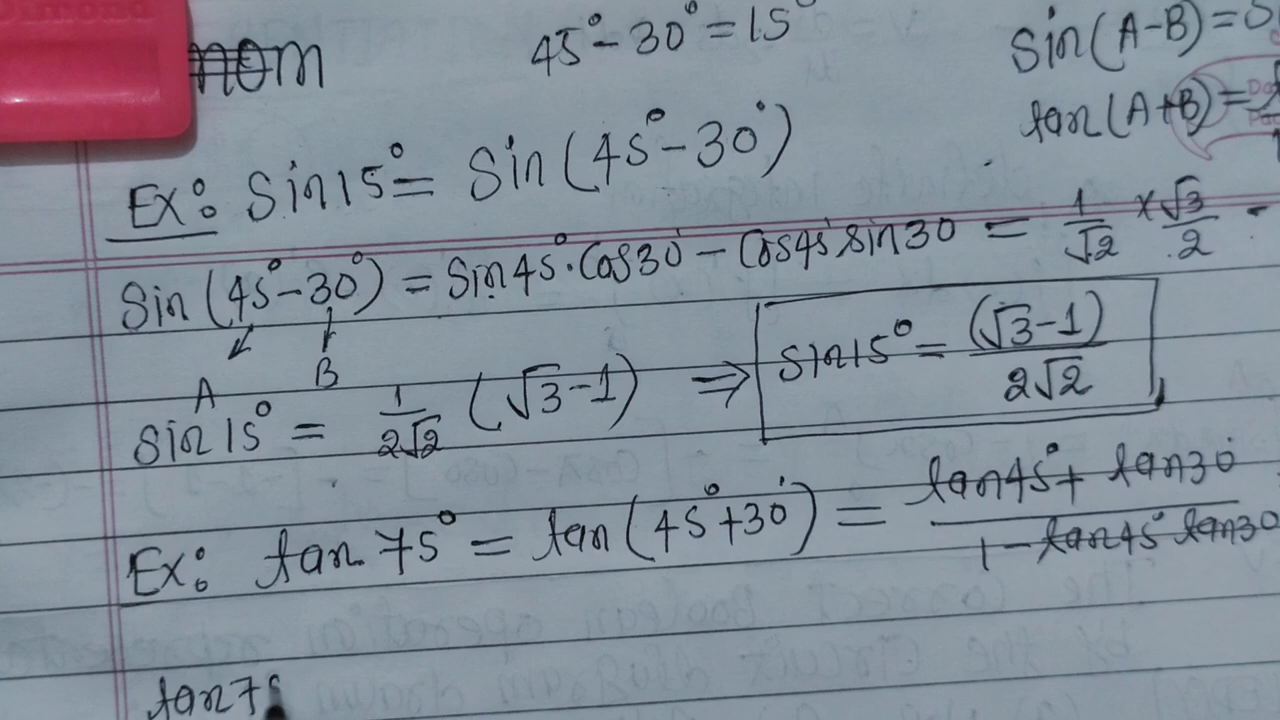 nom
45° - 30° = 15°
sin(A-B) = S
tan(A+B) =
Ex: Sin15° = Sin(45° - 30°)
Sin(45° - 30°) = Sin45°.Cos30° - Cos45° sin30 = 1/√2 × √3/2 -
A B
sin15° = 1/2√2 (√3-1) ⇒ sin15° = (√3-1)/2√2
Ex: tan75° = tan(45°+30°) = tan45° + tan30° / 1 - tan45° tan30
tan75